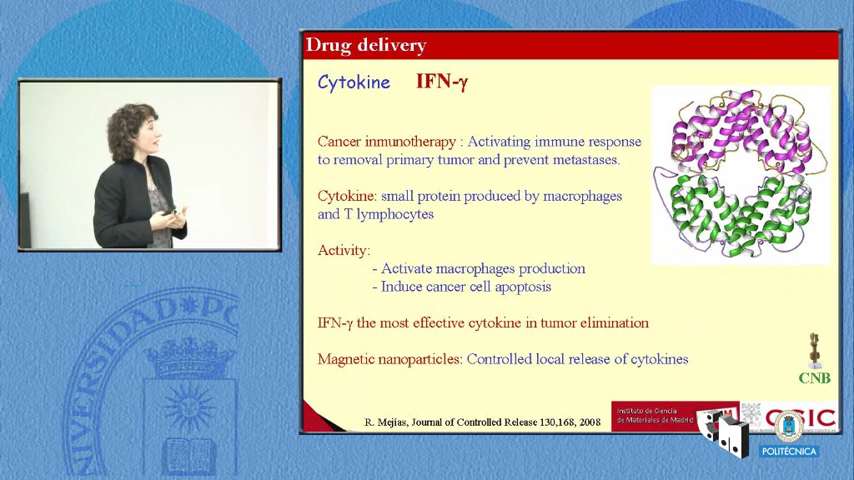 Drug delivery
Cytokine IFN-γ
Cancer inmunotherapy : Activating immune response
to removal primary tumor and prevent metastases.
Cytokine: small protein produced by macrophages
and T lymphocytes
Activity:
- Activate macrophages production
- Induce cancer cell apoptosis
IFN-γ the most effective cytokine in tumor elimination
Magnetic nanoparticles: Controlled local release of cytokines
CNB
R. Mejías, Journal of Controlled Release 130,168, 2008
Instituto de Ciencia
de Materiales de Madrid
CSIC
POLITÉCNICA